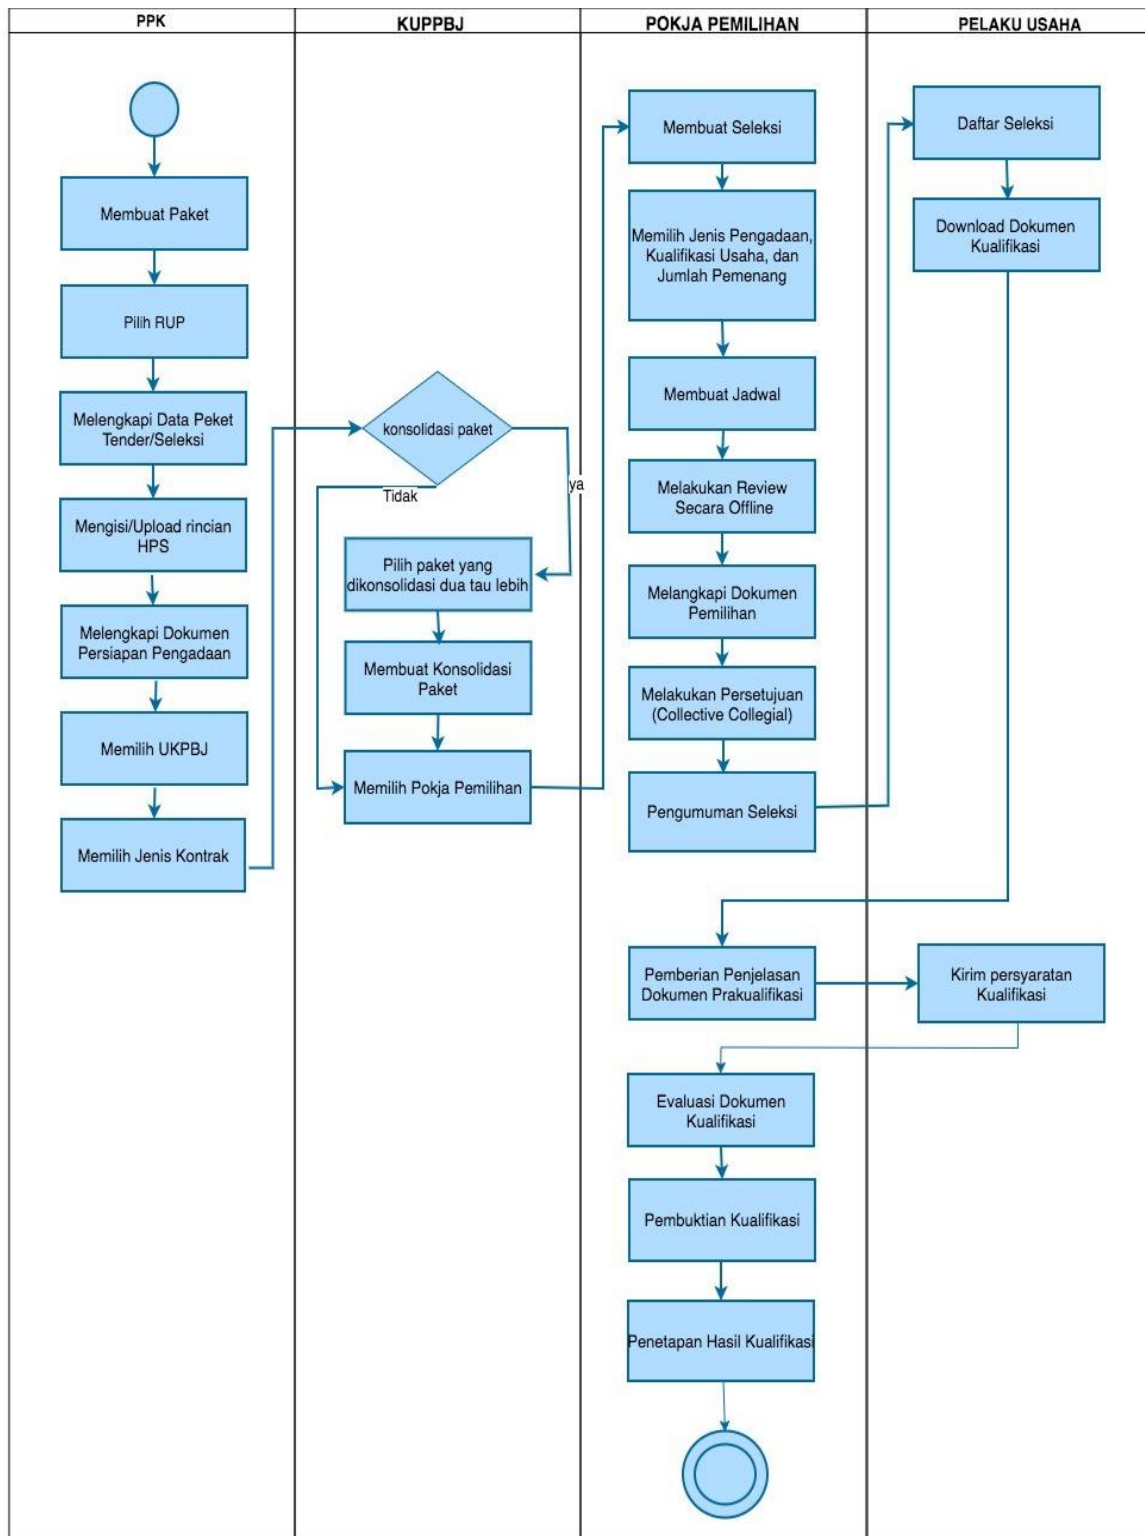 PPK
KUPPBJ
POKJA PEMILIHAN
PELAKU USAHA
Membuat Paket
Pilih RUP
Melengkapi Data Peket
Tender/Seleksi
Mengisi/Upload rincian
HPS
Melengkapi Dokumen
Persiapan Pengadaan
Memilih UKPBJ
Memilih Jenis Kontrak
konsolidasi paket
Tidak
ya
Pilih paket yang
dikonsolidasi dua tau lebih
Membuat Konsolidasi
Paket
Memilih Pokja Pemilihan
Membuat Seleksi
Memilih Jenis Pengadaan,
Kualifikasi Usaha, dan
Jumlah Pemenang
Membuat Jadwal
Melakukan Review
Secara Offline
Melangkapi Dokumen
Pemilihan
Melakukan Persetujuan
(Collective Collegial)
Pengumuman Seleksi
Daftar Seleksi
Download Dokumen
Kualifikasi
Pemberian Penjelasan
Dokumen Prakualifikasi
Kirim persyaratan
Kualifikasi
Evaluasi Dokumen
Kualifikasi
Pembuktian Kualifikasi
Penetapan Hasil Kualifikasi